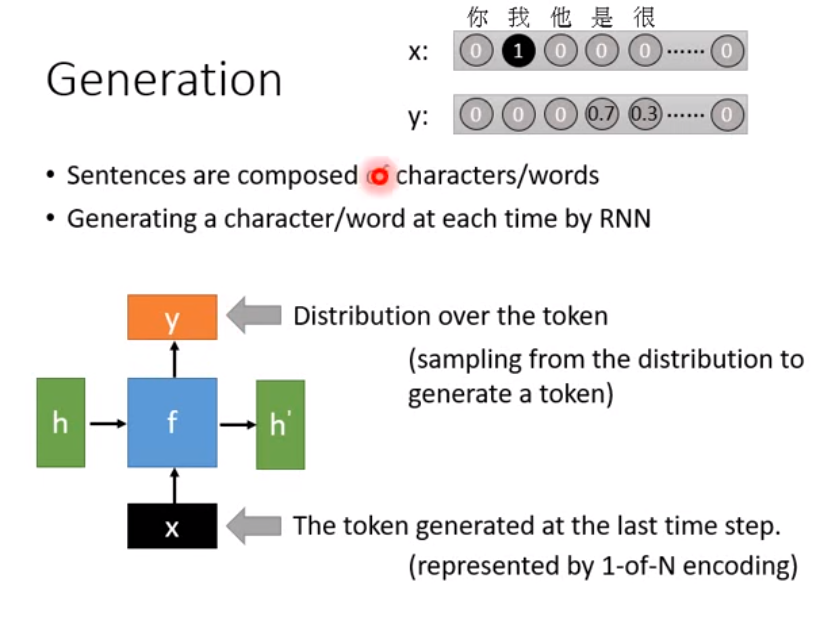 你 我 他 是 很
x: 0 1 0 0 0 ...... 0
Generation
y: 0 0 0 0.7 0.3 ...... 0
• Sentences are composed of characters/words
• Generating a character/word at each time by RNN
y
Distribution over the token
(sampling from the distribution to
generate a token)
h
f
h'
x
The token generated at the last time step.
(represented by 1-of-N encoding)